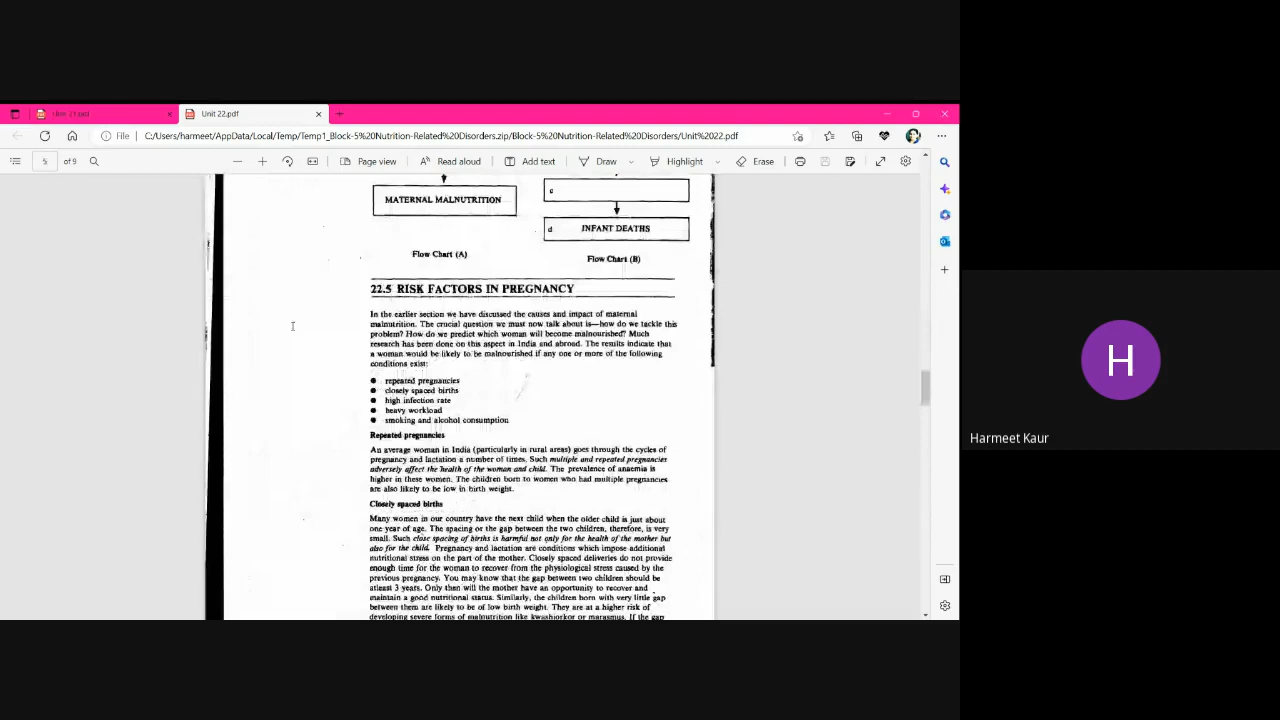 Unit 22.pdf
File
C:/Users/harmeet/AppData/Local/Temp/Temp1_Block-5%20Nutrition-Related%20Disorders.zip/Block-5%20Nutrition-Related%20Disorders/Unit%2022.pdf
5 of 9
Page view
Read aloud
Add text
Draw
Highlight
Erase
MATERNAL MALNUTRITION
c
d INFANT DEATHS
Flow Chart (A)
Flow Chart (B)
22.5 RISK FACTORS IN PREGNANCY
In the earlier section we have discussed the causes and impact of maternal
malnutrition. The crucial question we must now talk about is—how do we tackle this
problem? How do we predict which woman will become malnourished? Much
research has been done on this aspect in India and abroad. The results indicate that
a woman would be likely to be malnourished if any one or more of the following
conditions exist:
● repeated pregnancies
● closely spaced births
● high infection rate
● heavy workload
● smoking and alcohol consumption
Repeated pregnancies
An average woman in India (particularly in rural areas) goes through the cycles of
pregnancy and lactation a number of times. Such multiple and repeated pregnancies
adversely affect the health of the woman and child. The prevalence of anaemia is
higher in these women. The children born to women who had multiple pregnancies
are also likely to be low in birth weight.
Closely spaced births
Many women in our country have the next child when the older child is just about
one year of age. The spacing or the gap between the two children, therefore, is very
small. Such close spacing of births is harmful not only for the health of the mother but
also for the child. Pregnancy and lactation are conditions which impose additional
nutritional stress on the part of the mother. Closely spaced deliveries do not provide
enough time for the woman to recover from the physiological stress caused by the
previous pregnancy. You may know that the gap between two children should be
atleast 3 years. Only then will the mother have an opportunity to recover and
maintain a good nutritional status. Similarly, the children born with very little gap
between them are likely to be of low birth weight. They are at a higher risk of
developing severe forms of malnutrition like kwashiorkor or marasmus. If the gap
H
Harmeet Kaur